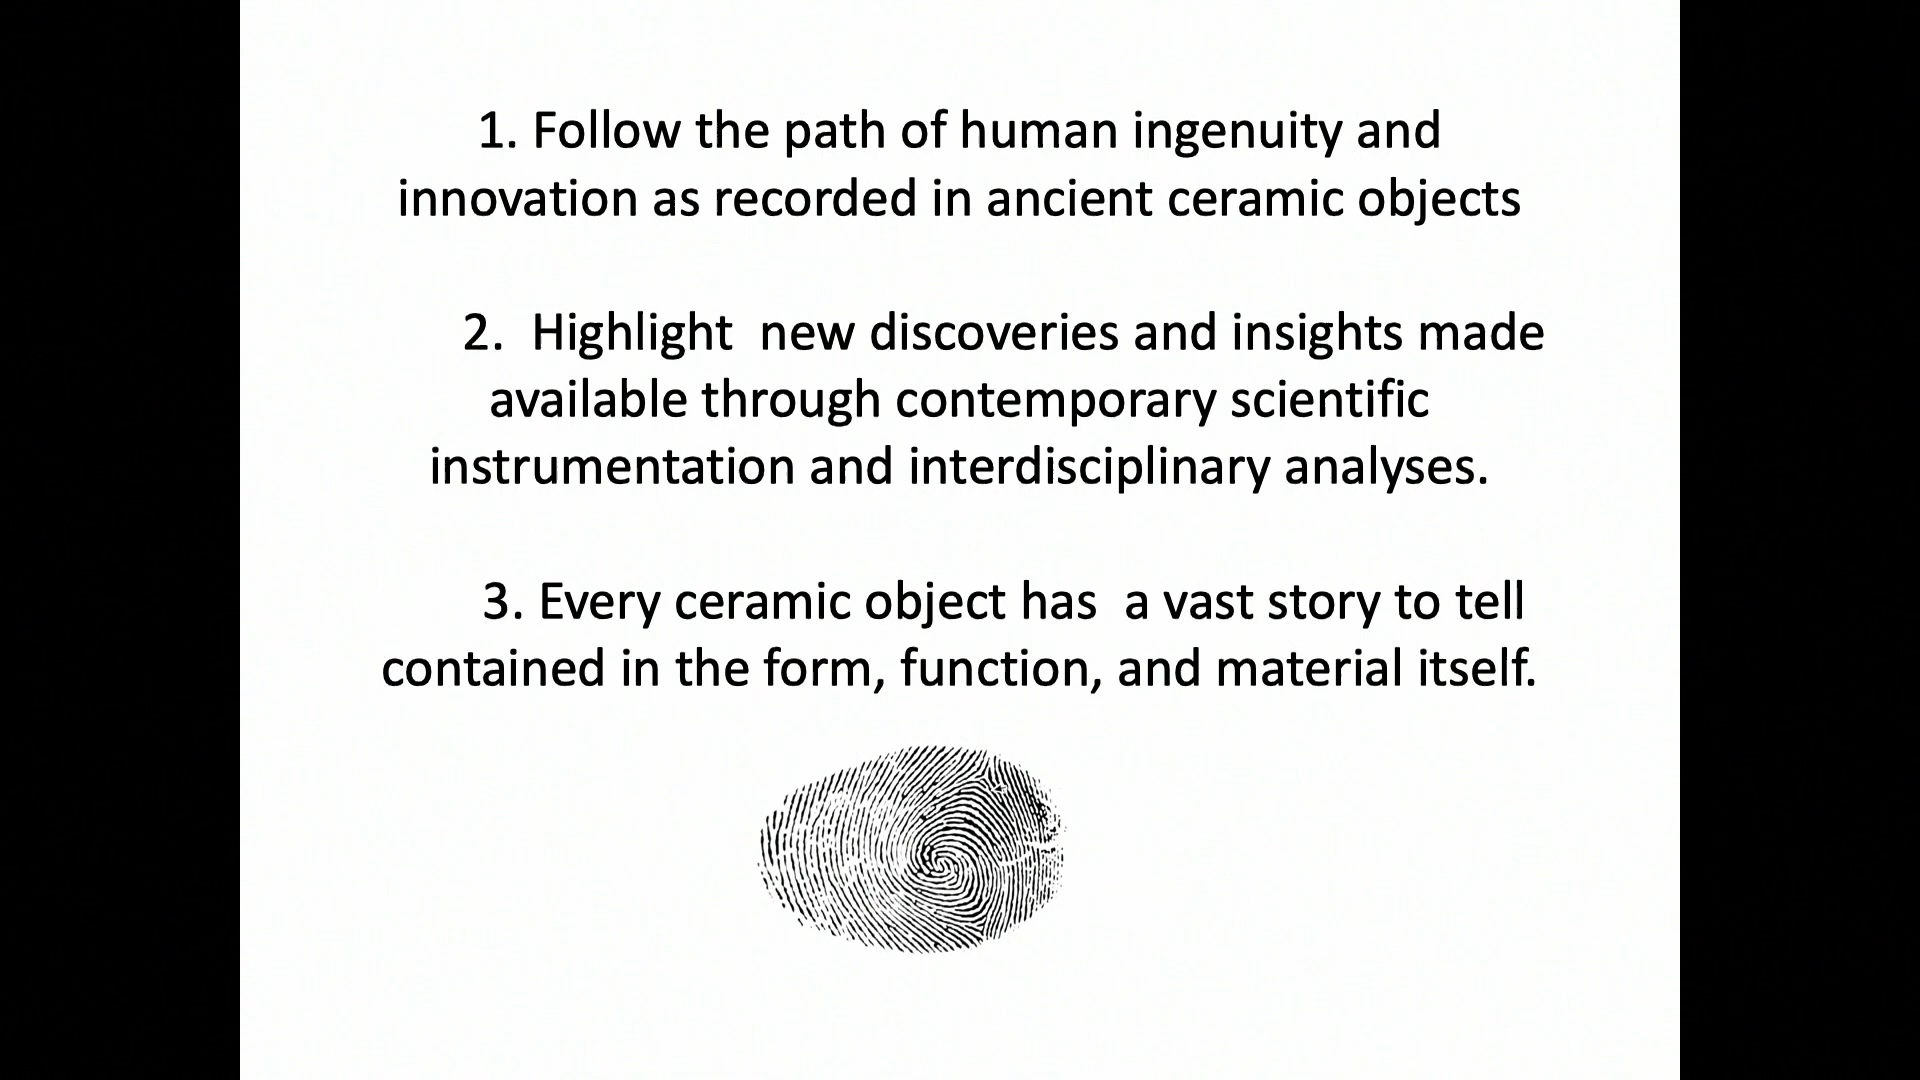 1. Follow the path of human ingenuity and
innovation as recorded in ancient ceramic objects
2.  Highlight  new discoveries and insights made
available through contemporary scientific
instrumentation and interdisciplinary analyses.
3. Every ceramic object has  a vast story to tell
contained in the form, function, and material itself.